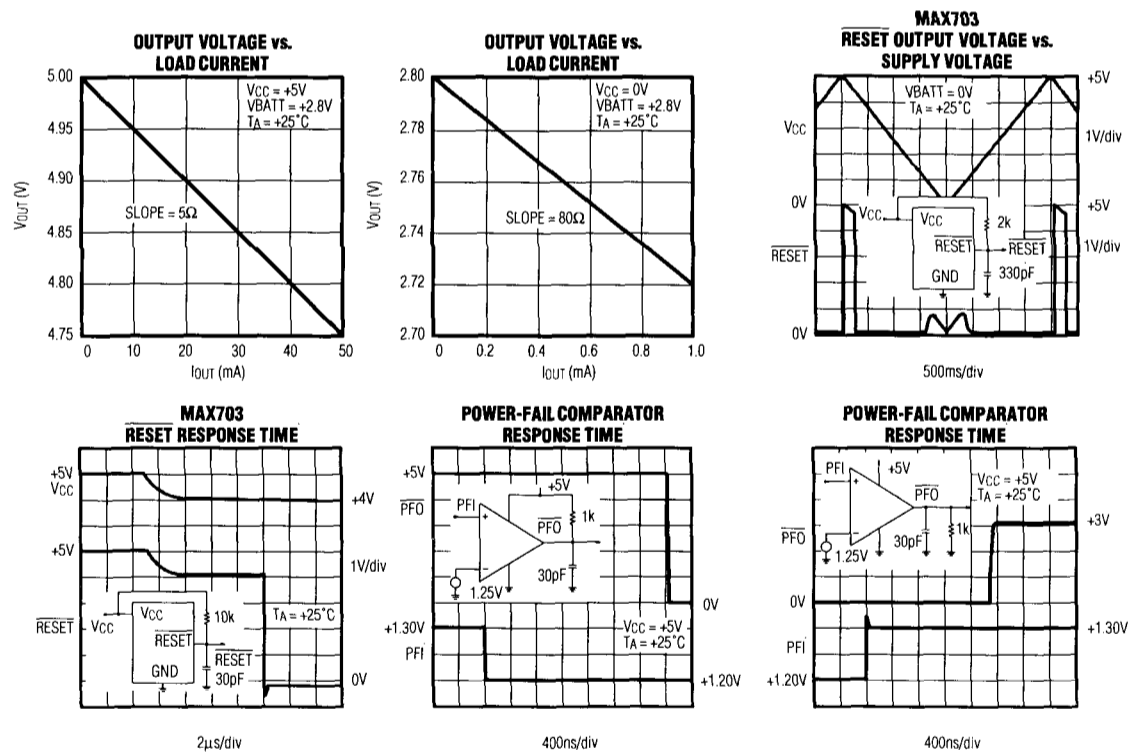 OUTPUT VOLTAGE vs.
LOAD CURRENT
5.00
4.95
4.90
4.85
4.80
4.75
VOUT (V)
VCC = +5V
VBATT = +2.8V
TA = +25°C
SLOPE = 5Ω
0
10
20
30
40
50
IOUT (mA)
OUTPUT VOLTAGE vs.
LOAD CURRENT
2.80
2.78
2.76
2.74
2.72
2.70
VOUT (V)
VCC = 0V
VBATT = +2.8V
TA = +25°C
SLOPE = 80Ω
0
0.2
0.4
0.6
0.8
1.0
IOUT (mA)
MAX703
RESET OUTPUT VOLTAGE vs.
SUPPLY VOLTAGE
VBATT = 0V
TA = +25°C
+5V
VCC
1V/div
0V
+5V
VCC
VCC
2k
RESET
RESET
RESET
1V/div
GND
330pF
0V
500ms/div
MAX703
RESET RESPONSE TIME
+5V
VCC
+4V
+5V
1V/div
VCC
10k
TA = +25°C
RESET
VCC
RESET
RESET
GND
30pF
0V
2µs/div
POWER-FAIL COMPARATOR
RESPONSE TIME
+5V
+5V
PFO
PFI
+
1k
PFO
−
30pF
1.25V
0V
+1.30V
VCC = +5V
TA = +25°C
PFI
+1.20V
400ns/div
POWER-FAIL COMPARATOR
RESPONSE TIME
PFI
+
+5V
VCC = +5V
TA = +25°C
PFO
+3V
PFO
−
30pF
1k
1.25V
0V
+1.30V
PFI
+1.20V
400ns/div